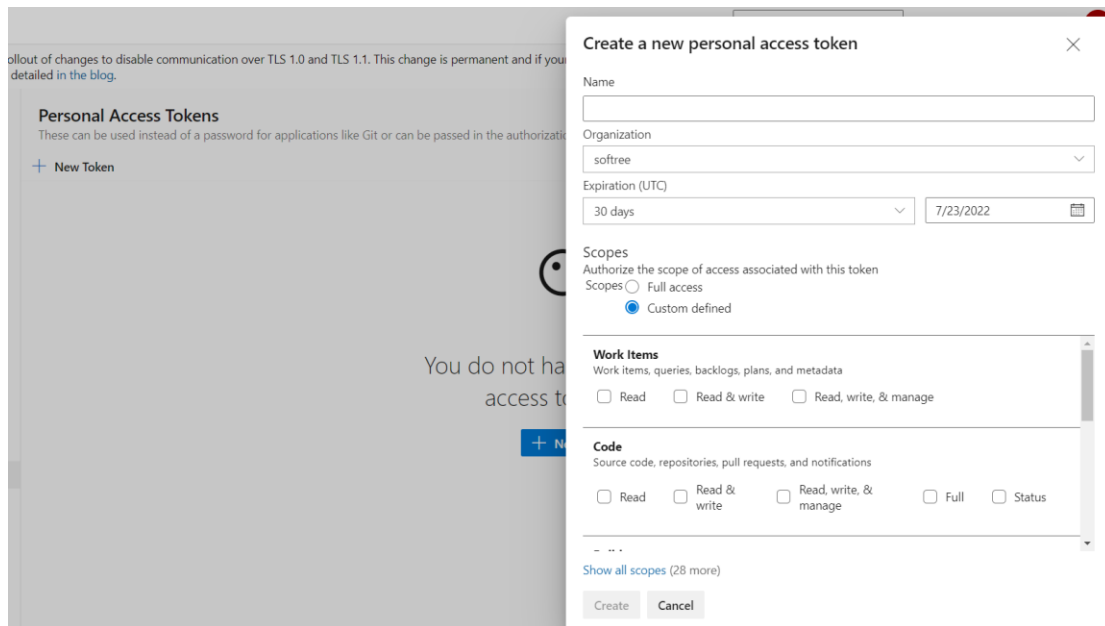 ollout of changes to disable communication over TLS 1.0 and TLS 1.1. This change is permanent and if your
detailed in the blog.
Personal Access Tokens
These can be used instead of a password for applications like Git or can be passed in the
New Token
You do not
access
Create a new personal access token
Name
Organization
softree
Expiration (UTC)
30 days
7/23/2022
Scopes
Authorize the scope of access associated with this token
Scopes Full access
Custom defined
Work Items
Work items, queries, backlogs, plans, and metadata
Read Read & write Read, write, & manage
Code
Source code, repositories, pull requests, and notifications
Read Read & write Read, write, & manage Full Status
Show all scopes (28 more)
Create Cancel